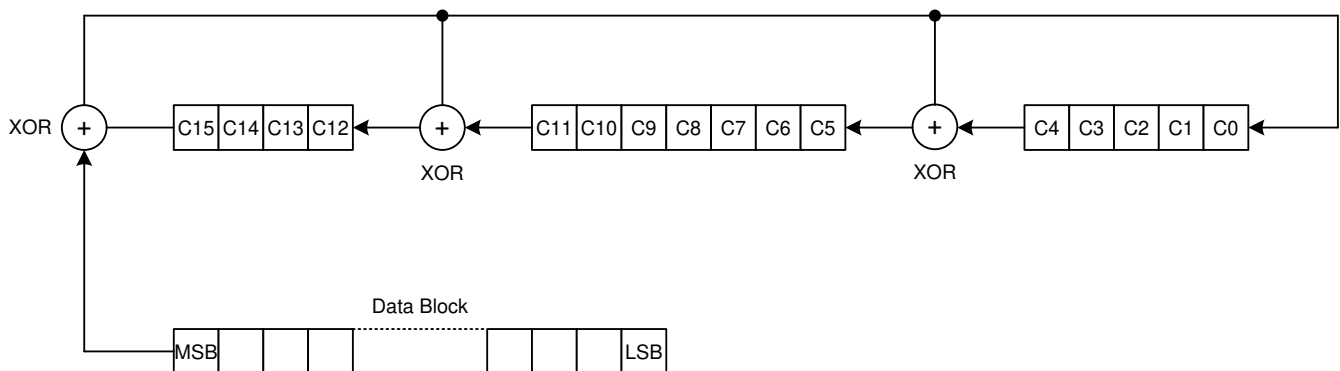 XOR + C15 C14 C13 C12 + C11 C10 C9 C8 C7 C6 C5 + C4 C3 C2 C1 C0
XOR XOR
Data Block
MSB LSB